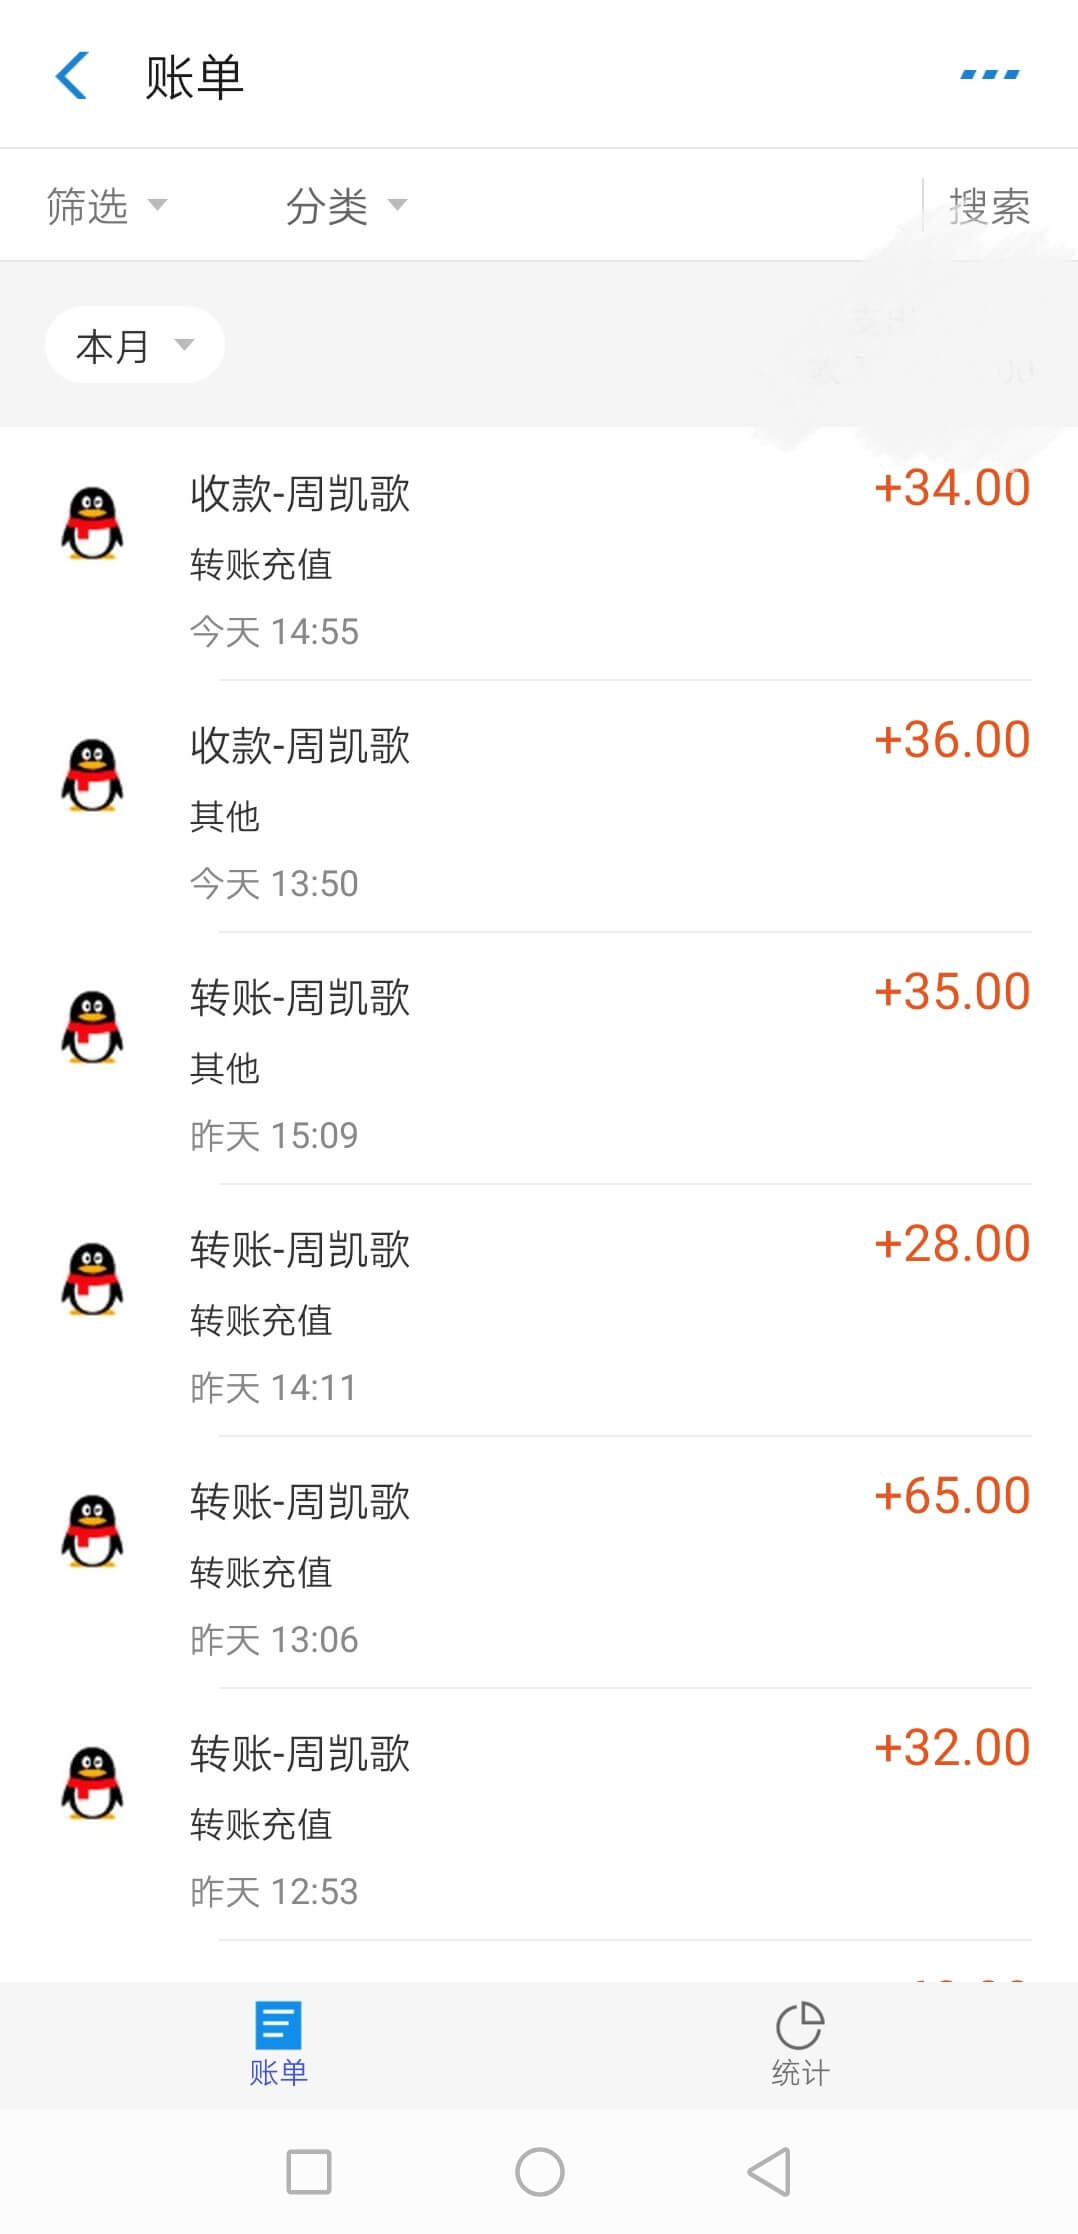 账单
筛选 分类 搜索
本月
支出
收
收款-周凯歌 +34.00
转账充值
今天 14:55
收款-周凯歌 +36.00
其他
今天 13:50
转账-周凯歌 +35.00
其他
昨天 15:09
转账-周凯歌 +28.00
转账充值
昨天 14:11
转账-周凯歌 +65.00
转账充值
昨天 13:06
转账-周凯歌 +32.00
转账充值
昨天 12:53
账单 统计